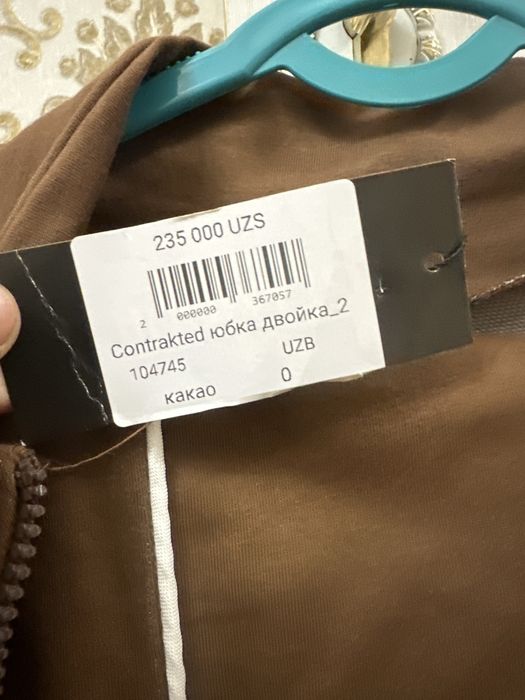 235 000 UZS
2 000000 367057
Contrakted юбка двойка_2
104745 UZB
какао 0